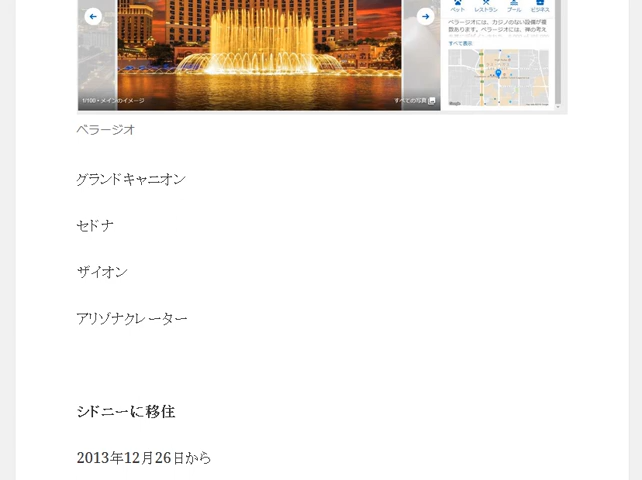 ペット レストラン プール ビジネス
ベラージオには、カジノのない設備が複
数あります。ベラージオには、禅の考え
すべて表示
1/100・メインのイメージ
すべての写真
ベラージオ
グランドキャニオン
セドナ
ザイオン
アリゾナクレーター
シドニーに移住
2013年12月26日から